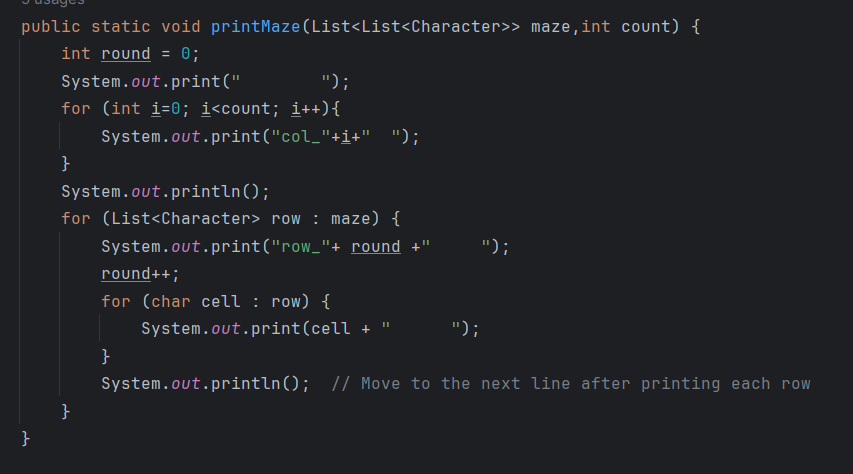 5 usages
public static void printMaze(List<List<Character>> maze,int count) {
    int round = 0;
    System.out.print("        ");
    for (int i=0; i<count; i++){
        System.out.print("col_"+i+"  ");
    }
    System.out.println();
    for (List<Character> row : maze) {
        System.out.print("row_"+ round +"     ");
        round++;
        for (char cell : row) {
            System.out.print(cell + "      ");
        }
        System.out.println();  // Move to the next line after printing each row
    }
}